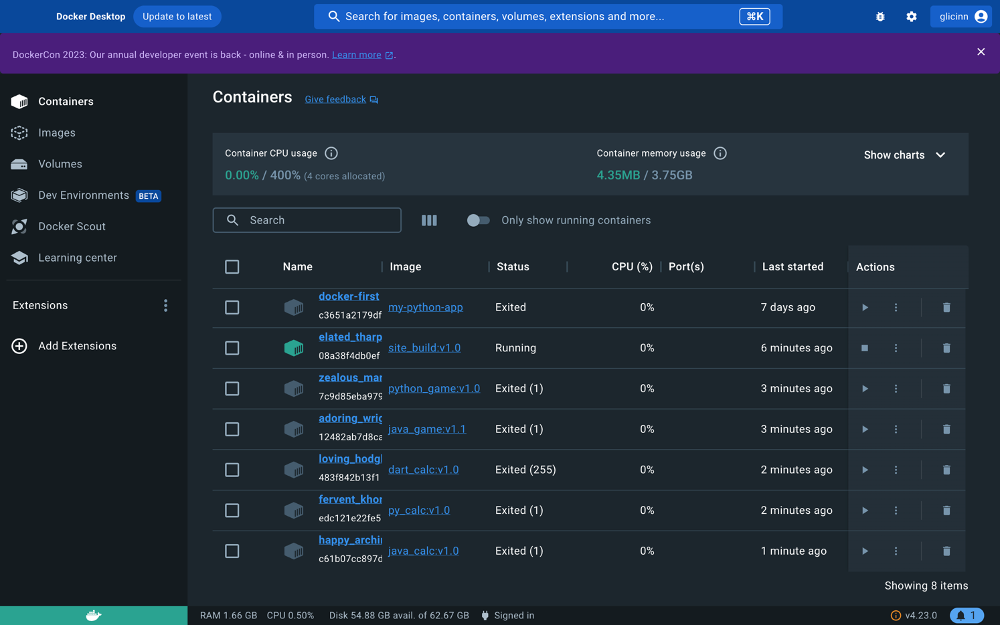 Docker Desktop
Update to latest
Search for images, containers, volumes, extensions and more...
⌘K
glicinn
DockerCon 2023: Our annual developer event is back - online & in person. Learn more .
Containers
Images
Volumes
Dev Environments BETA
Docker Scout
Learning center
Extensions
Add Extensions
Containers
Give feedback
Container CPU usage
0.00% / 400% (4 cores allocated)
Container memory usage
4.35MB / 3.75GB
Show charts
Search
Only show running containers
Name Image Status CPU (%) Port(s) Last started Actions
docker-first
c3651a2179df
my-python-app Exited 0% 7 days ago
elated_tharp
08a38f4db0ef
site_build:v1.0 Running 0% 6 minutes ago
zealous_mar
7c9d85eba979
python_game:v1.0 Exited (1) 0% 3 minutes ago
adoring_wrig
12482ab7d8ca
java_game:v1.1 Exited (1) 0% 3 minutes ago
loving_hodgl
483f842b13f1
dart_calc:v1.0 Exited (255) 0% 2 minutes ago
fervent_khor
edc121e22fe5
py_calc:v1.0 Exited (1) 0% 2 minutes ago
happy_archi
c61b07cc897d
java_calc:v1.0 Exited (1) 0% 1 minute ago
Showing 8 items
RAM 1.66 GB CPU 0.50% Disk 54.88 GB avail. of 62.67 GB Signed in
v4.23.0
1